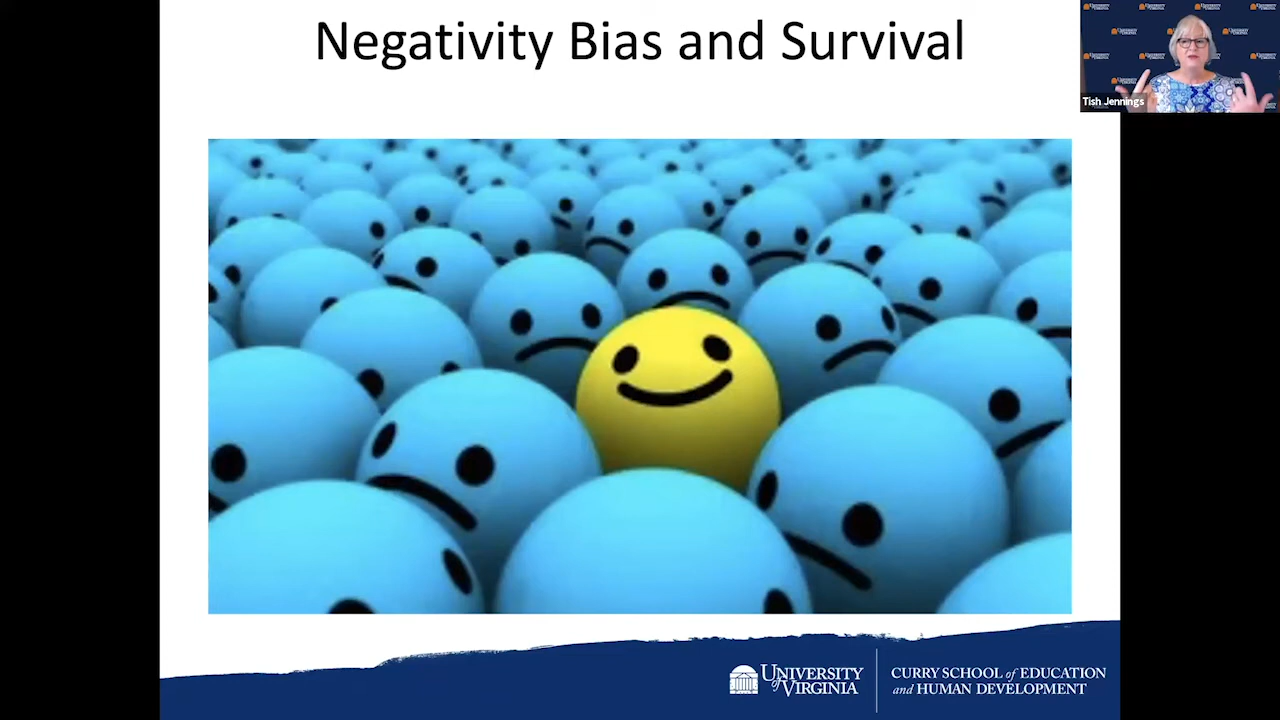 Negativity Bias and Survival
Tish Jennings
UNIVERSITY
of VIRGINIA
CURRY SCHOOL of EDUCATION
and HUMAN DEVELOPMENT